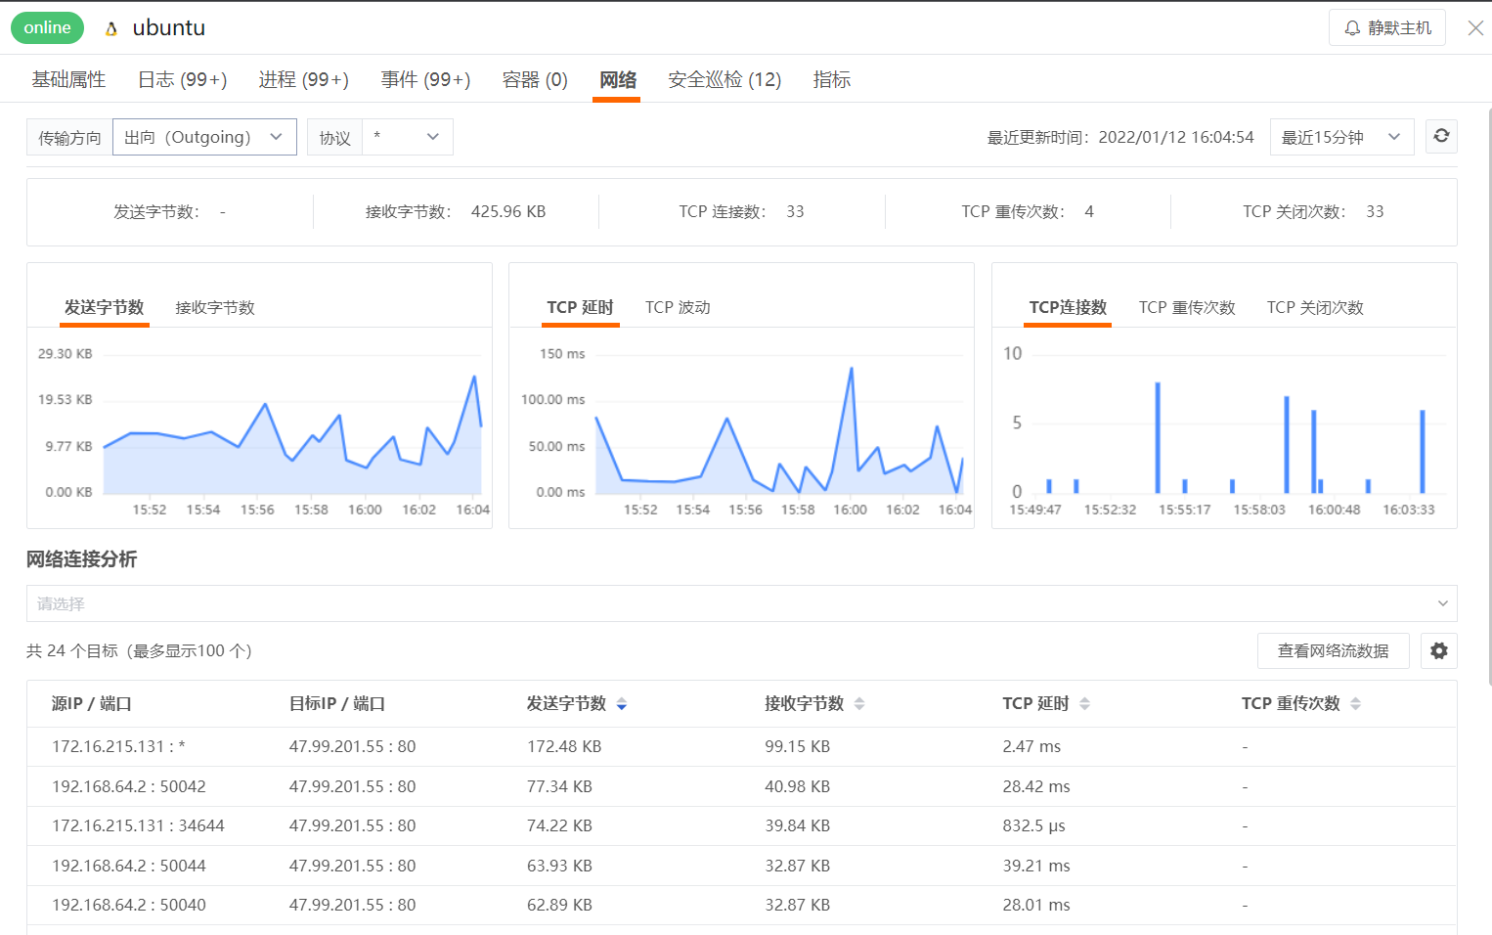 online ubuntu 静默主机
基础属性 日志 (99+) 进程 (99+) 事件 (99+) 容器 (0) 网络 安全巡检 (12) 指标
传输方向 出向（Outgoing） 协议 * 最近更新时间：2022/01/12 16:04:54 最近15分钟
发送字节数： - 接收字节数： 425.96 KB TCP 连接数： 33 TCP 重传次数： 4 TCP 关闭次数： 33
发送字节数 接收字节数
29.30 KB
19.53 KB
9.77 KB
0.00 KB
15:52 15:54 15:56 15:58 16:00 16:02 16:04
TCP 延时 TCP 波动
150 ms
100.00 ms
50.00 ms
0.00 ms
15:52 15:54 15:56 15:58 16:00 16:02 16:04
TCP连接数 TCP 重传次数 TCP 关闭次数
10
5
0
15:49:47 15:52:32 15:55:17 15:58:03 16:00:48 16:03:33
网络连接分析
请选择
共 24 个目标（最多显示100 个） 查看网络流数据
源IP / 端口 目标IP / 端口 发送字节数 接收字节数 TCP 延时 TCP 重传次数
172.16.215.131 : * 47.99.201.55 : 80 172.48 KB 99.15 KB 2.47 ms -
192.168.64.2 : 50042 47.99.201.55 : 80 77.34 KB 40.98 KB 28.42 ms -
172.16.215.131 : 34644 47.99.201.55 : 80 74.22 KB 39.84 KB 832.5 μs -
192.168.64.2 : 50044 47.99.201.55 : 80 63.93 KB 32.87 KB 39.21 ms -
192.168.64.2 : 50040 47.99.201.55 : 80 62.89 KB 32.87 KB 28.01 ms -